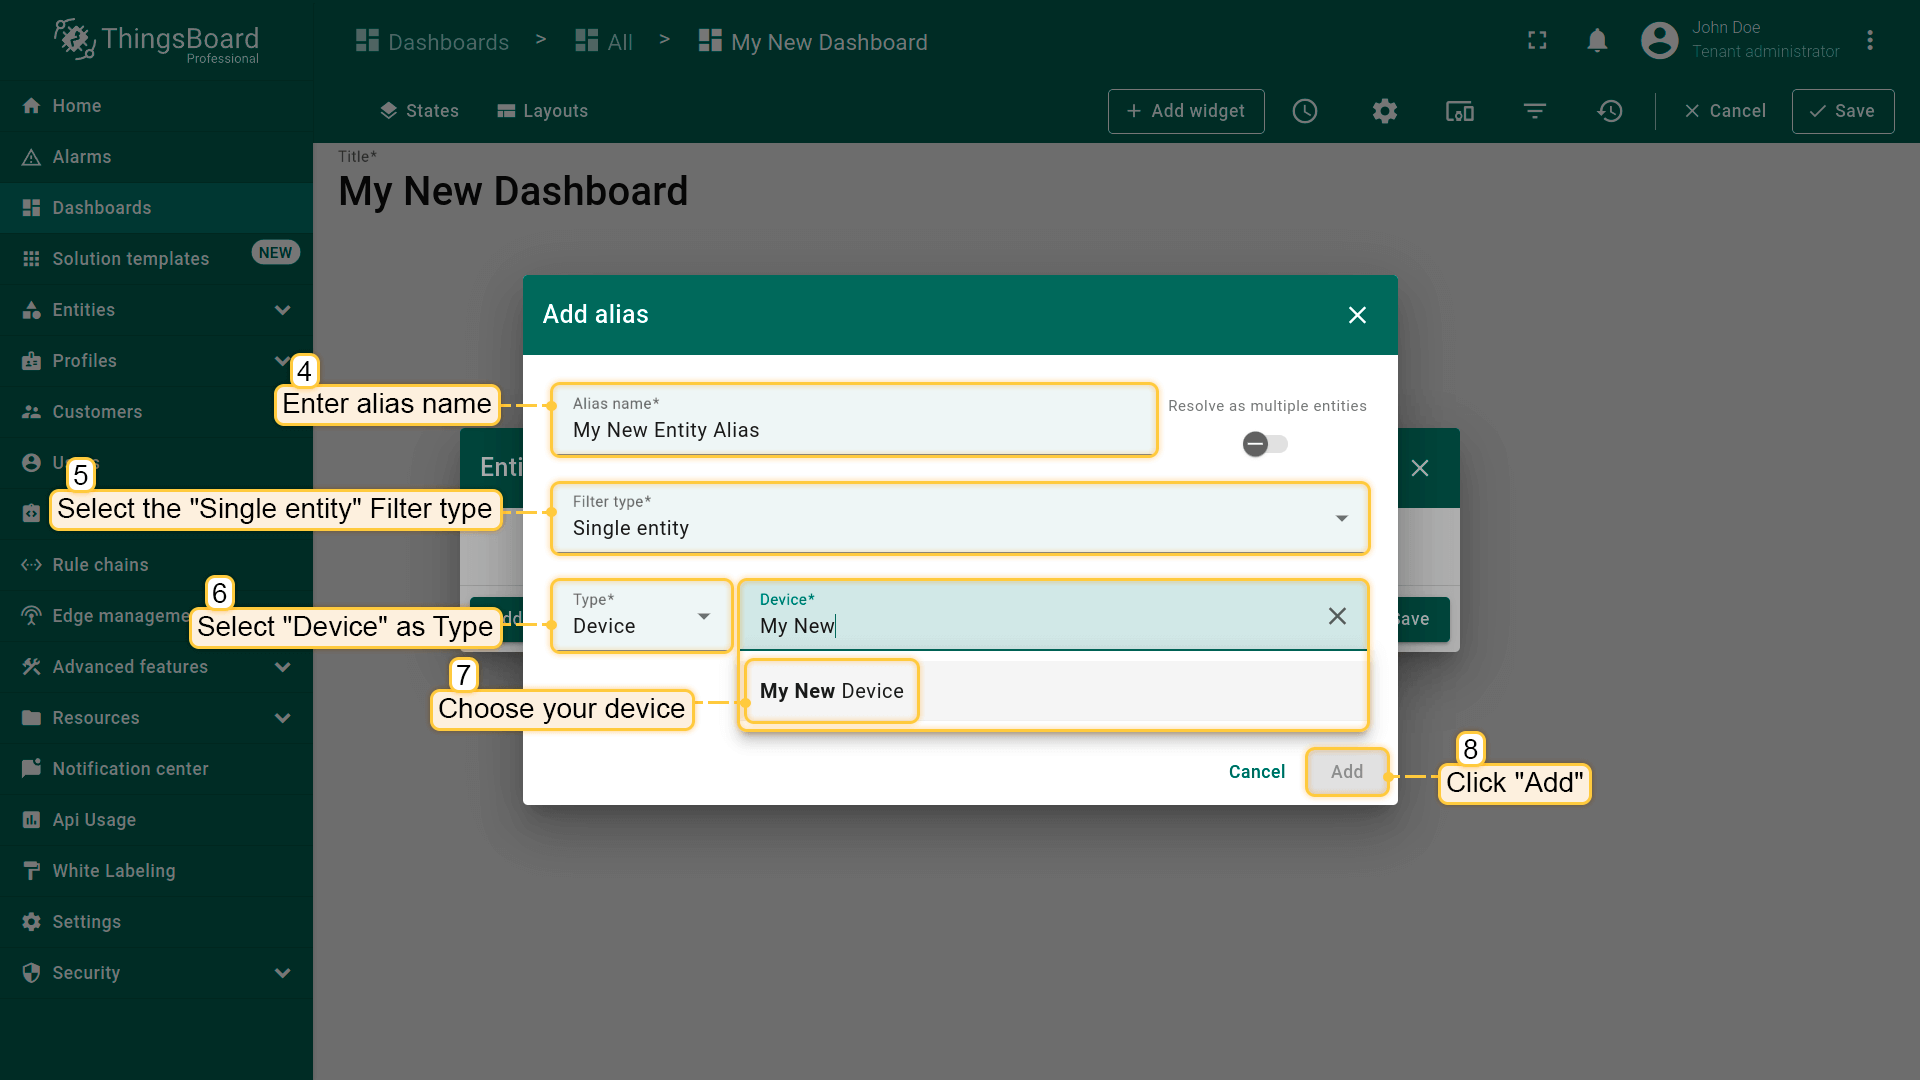 ThingsBoard
Professional
Dashboards > All > My New Dashboard
John Doe
Tenant administrator
States
Layouts
+ Add widget
Cancel
Save
Home
Alarms
Dashboards
Solution templates
NEW
Entities
Profiles
Customers
Rule chains
Advanced features
Resources
Notification center
Api Usage
White Labeling
Settings
Security
Title*
My New Dashboard
Add alias
4
Enter alias name
Alias name*
My New Entity Alias
Resolve as multiple entities
Enti
5
Select the "Single entity" Filter type
Filter type*
Single entity
6
Edge manageme
Select "Device" as Type
Type*
Device
Device*
My New
7
Choose your device
My New Device
Cancel
Add
8
Click "Add"